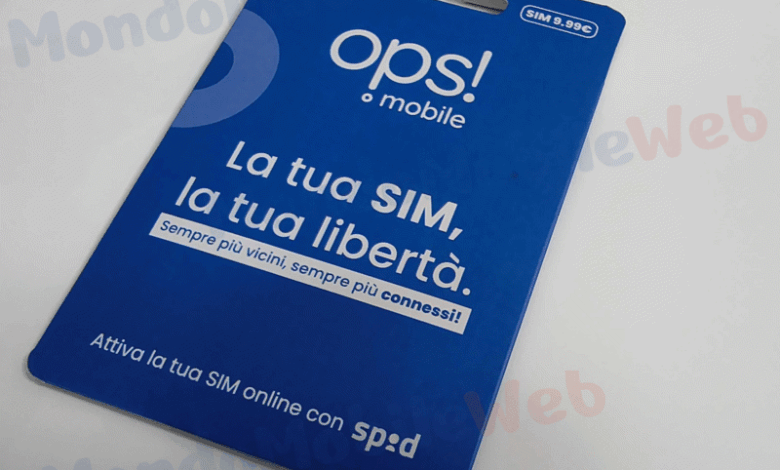 MondoMobileWeb
SIM 9.99€
ops!
mobile
La tua SIM,
la tua libertà.
Sempre più vicini, sempre più connessi!
Attiva la tua SIM online con spid